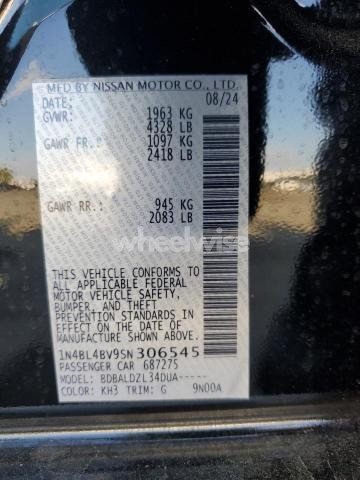 MFD BY NISSAN MOTOR CO., LTD.
DATE: 08/24
GVWR: 1963 KG
4328 LB
GAWR FR.: 1097 KG
2418 LB
GAWR RR.: 945 KG
2083 LB
wheelwise
THIS VEHICLE CONFORMS TO
ALL APPLICABLE FEDERAL
MOTOR VEHICLE SAFETY,
BUMPER, AND THEFT
PREVENTION STANDARDS IN
EFFECT ON THE DATE OF
MANUFACTURE SHOWN ABOVE.
1N4BL4BV9SN306545
PASSENGER CAR 687275
MODEL: BDBALDZL34DUA-----
COLOR: KH3 TRIM: G 9N00A